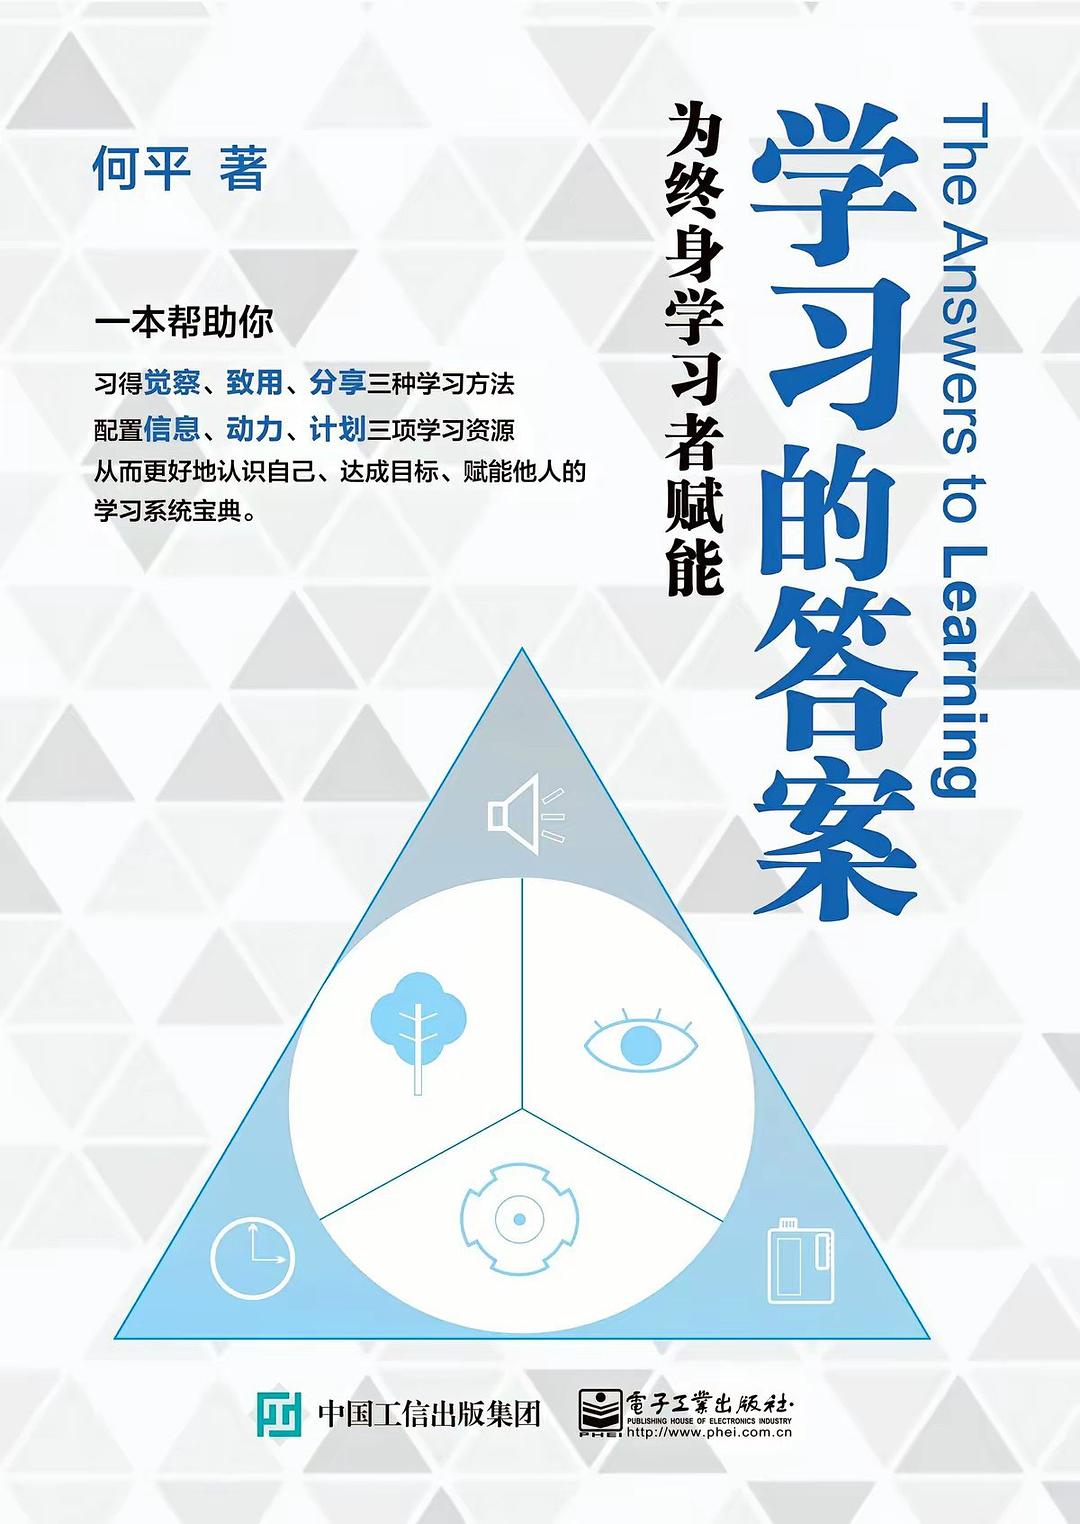 The Answers to Learning
学习的答案
为终身学习者赋能
何平 著
一本帮助你
习得觉察、致用、分享三种学习方法
配置信息、动力、计划三项学习资源
从而更好地认识自己、达成目标、赋能他人的
学习系统宝典。
中国工信出版集团
電子工業出版社·
PUBLISHING HOUSE OF ELECTRONICS INDUSTRY
http://www.phei.com.cn
PHEI